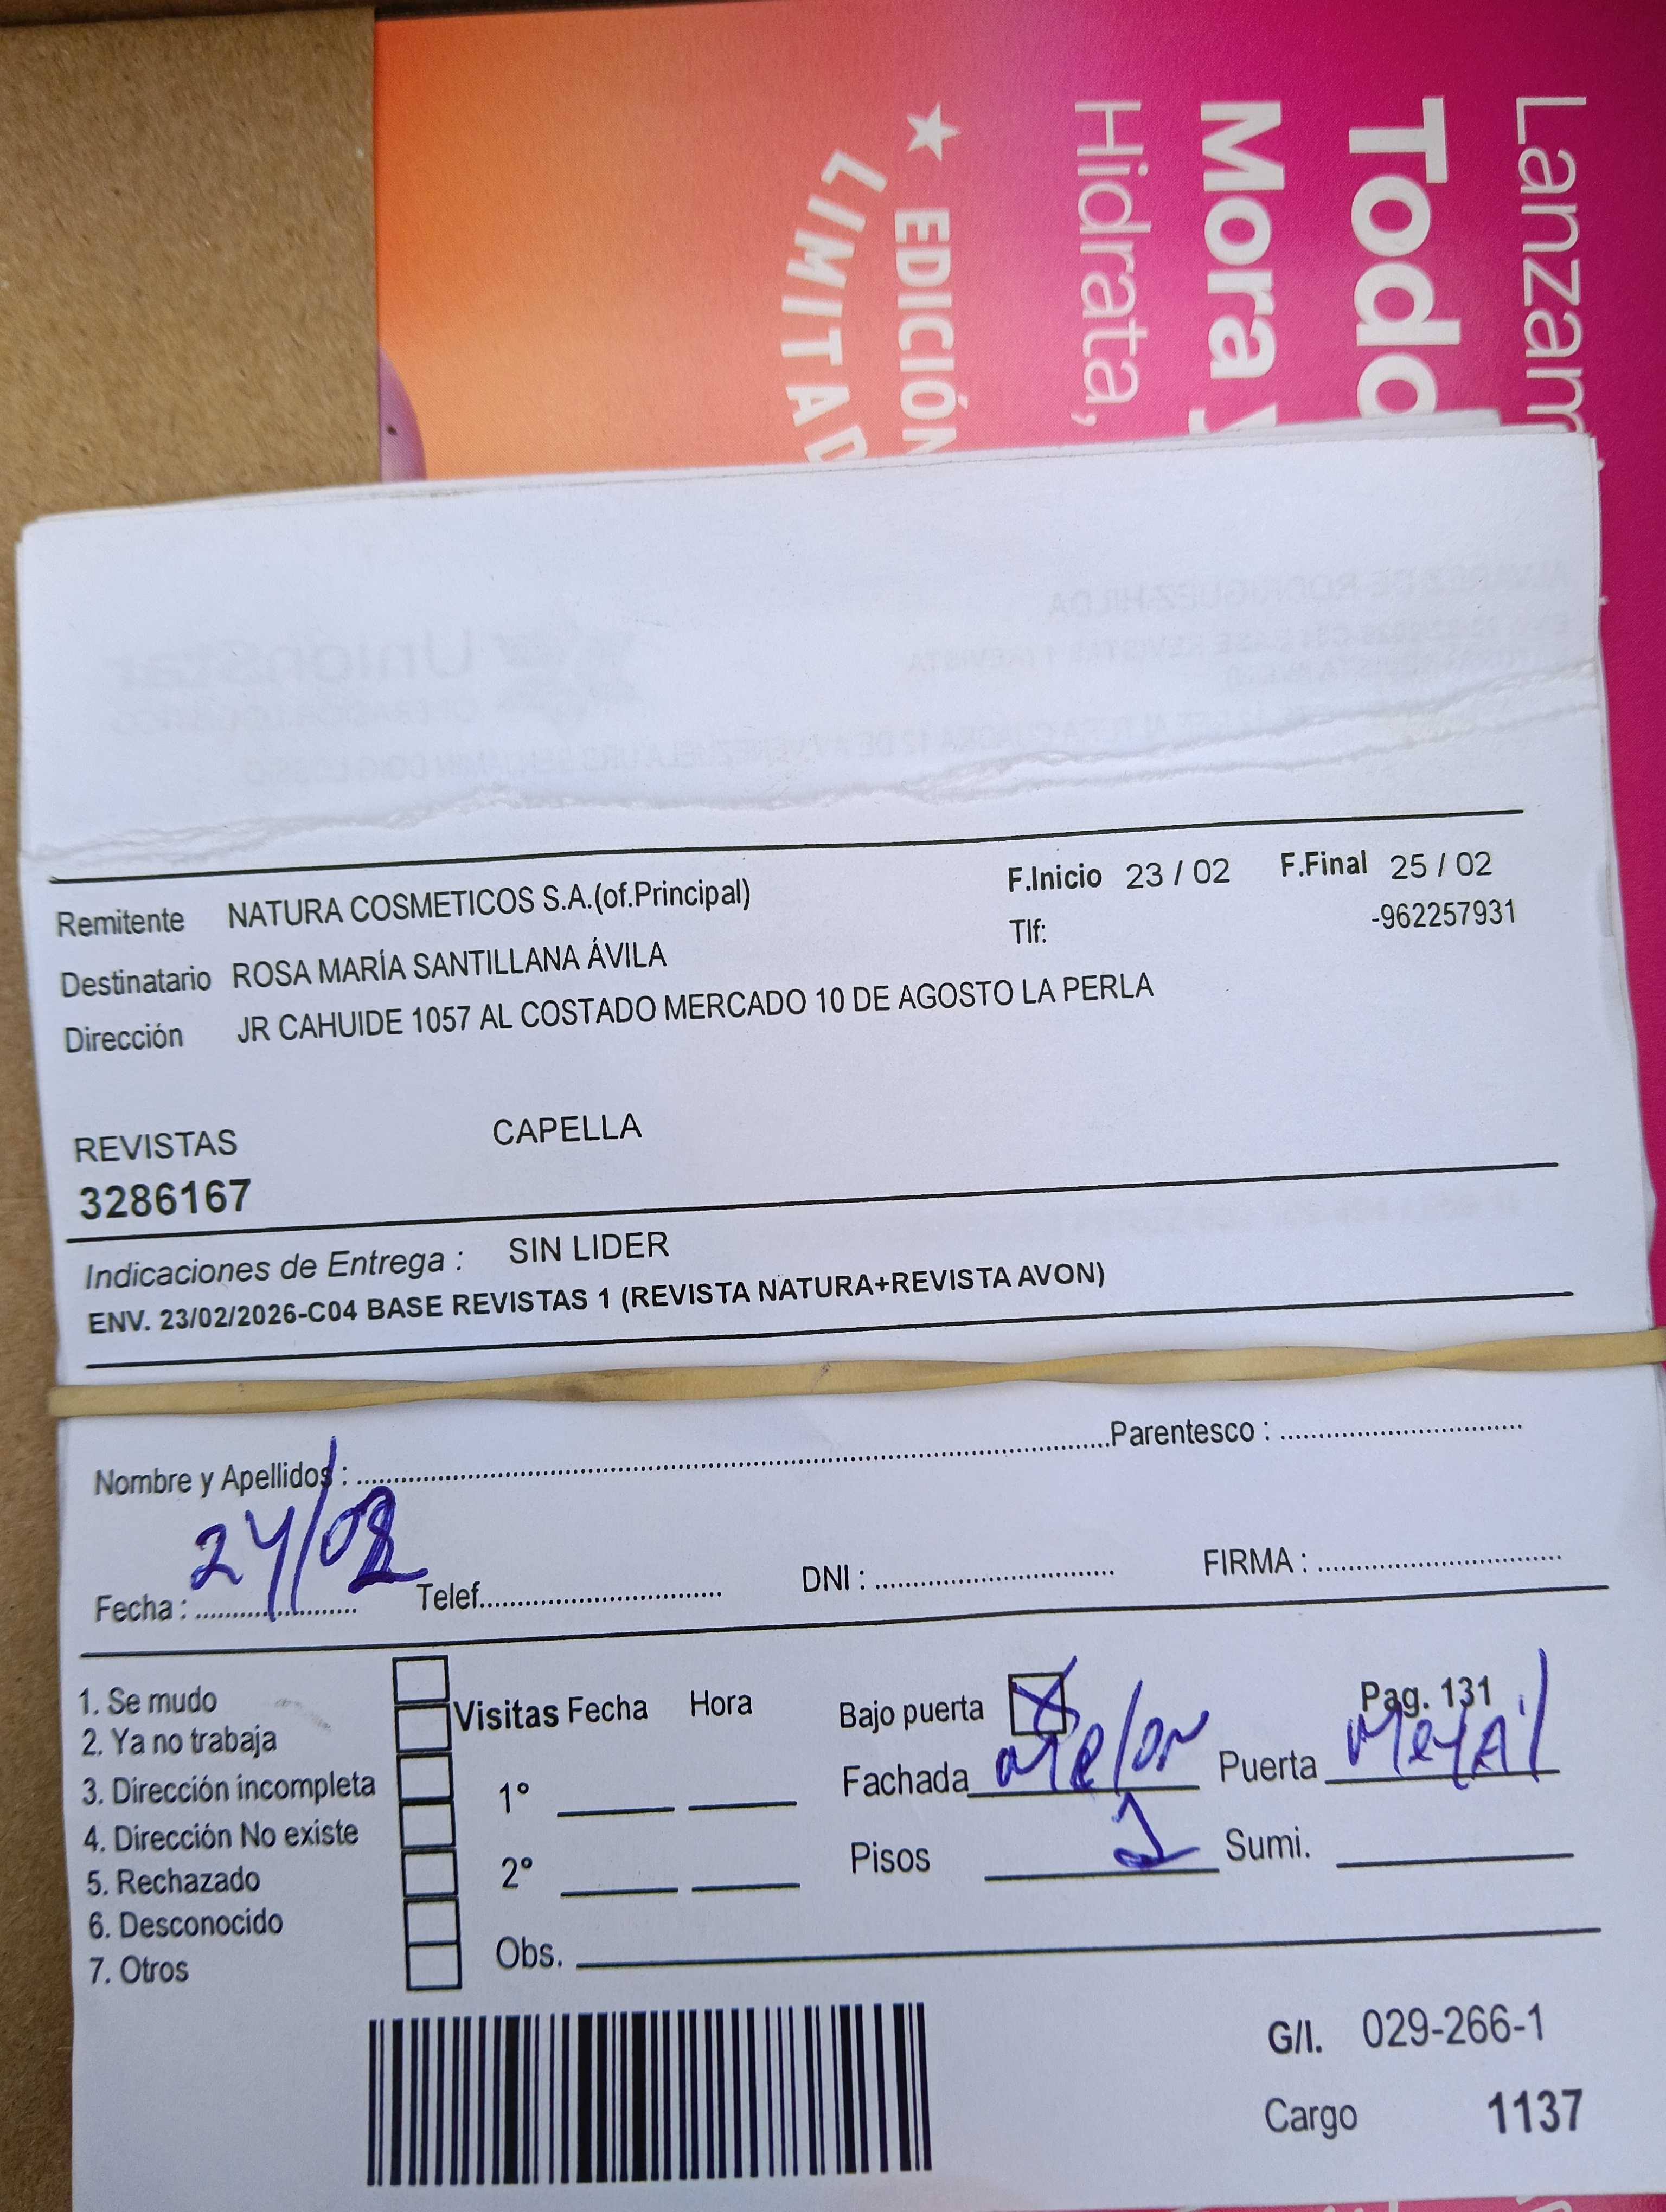 Lanzam
Todo
Mora y
Hidrata,
EDICIÓN
LIMITAD
UnionStar
Remitente NATURA COSMETICOS S.A.(of.Principal) F.Inicio 23 / 02 F.Final 25 / 02
Destinatario ROSA MARÍA SANTILLANA ÁVILA Tlf: -962257931
Dirección JR CAHUIDE 1057 AL COSTADO MERCADO 10 DE AGOSTO LA PERLA
REVISTAS CAPELLA
3286167
Indicaciones de Entrega : SIN LIDER
ENV. 23/02/2026-C04 BASE REVISTAS 1 (REVISTA NATURA+REVISTA AVON)
Nombre y Apellidos : Parentesco :
Fecha : 24/02 Telef. DNI : FIRMA :
1. Se mudo
2. Ya no trabaja
3. Dirección incompleta
4. Dirección No existe
5. Rechazado
6. Desconocido
7. Otros
Visitas Fecha Hora
1°
2°
Obs.
Bajo puerta X Pag. 131
Fachada Melon Puerta Metal
Pisos 1 Sumi.
G/I. 029-266-1
Cargo 1137